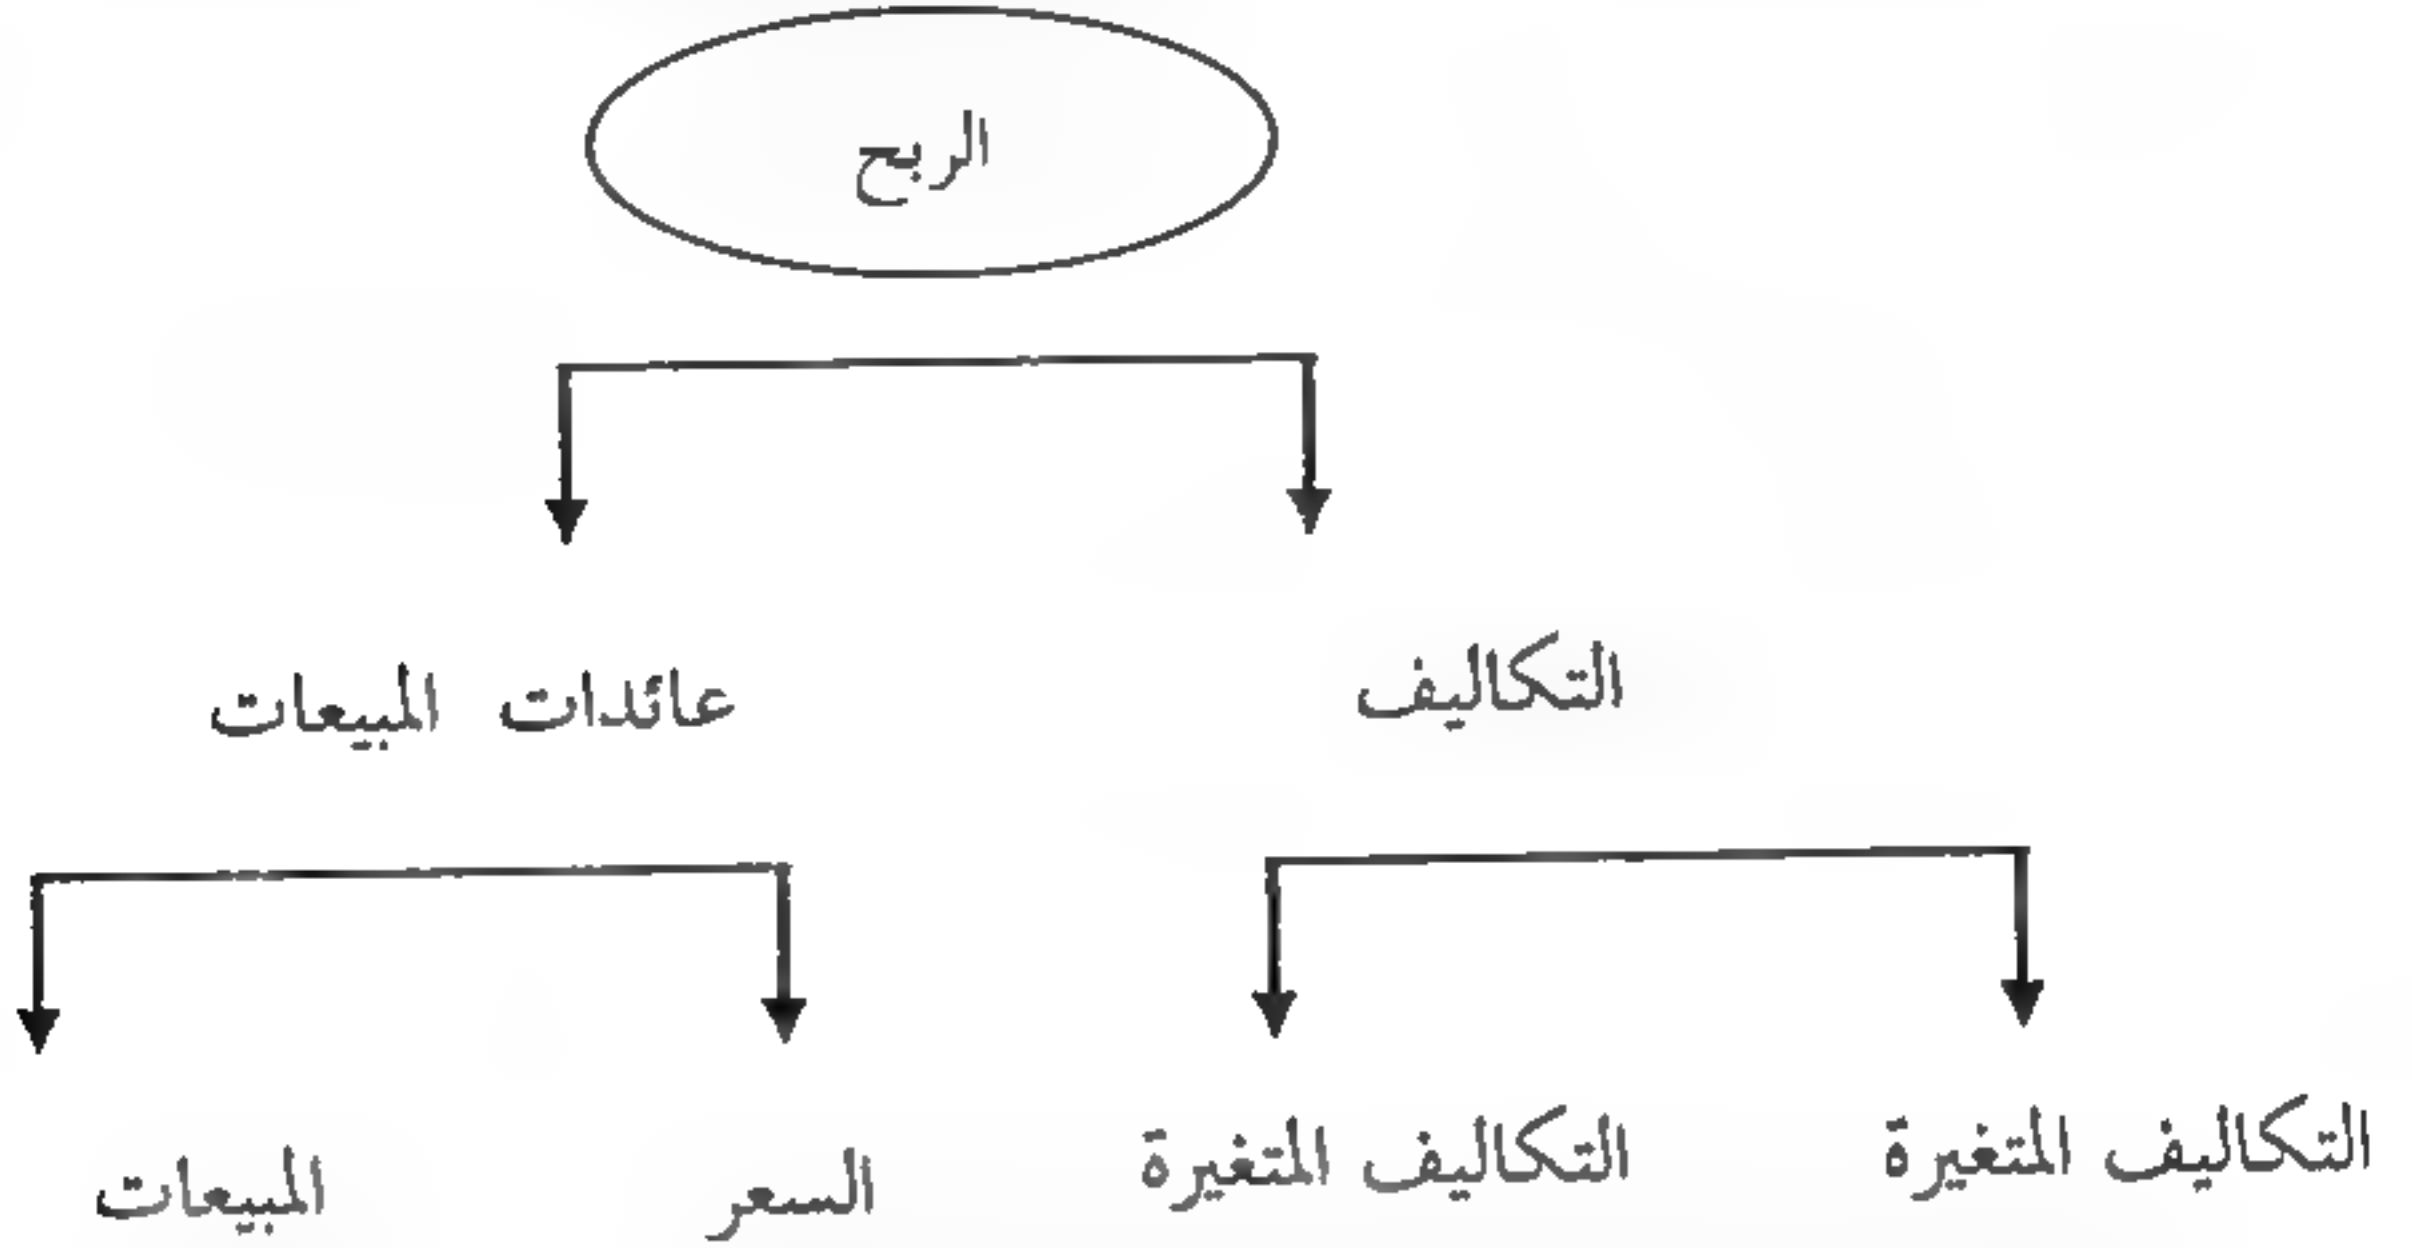 الربح
التكاليف
عائدات المبيعات
التكاليف المتغيرة
التكاليف المتغيرة
السعر
المبيعات